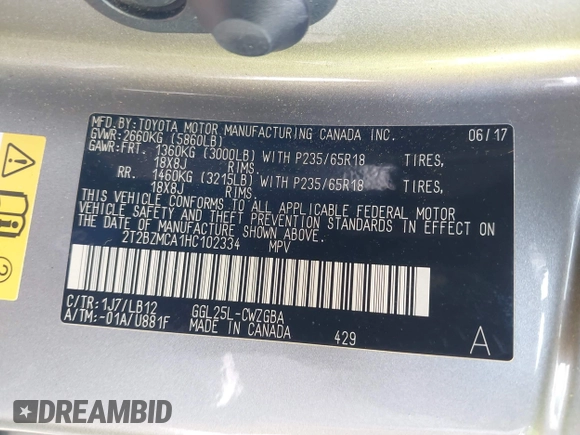 MFD.BY:TOYOTA MOTOR MANUFACTURING CANADA INC. 06/17
GVWR:2660KG (5860LB)
GAWR:FRT. 1360KG (3000LB) WITH P235/65R18 TIRES,
18X8J RIMS.
RR. 1460KG (3215LB) WITH P235/65R18 TIRES,
18X8J RIMS.
THIS VEHICLE CONFORMS TO ALL APPLICABLE FEDERAL MOTOR
VEHICLE SAFETY AND THEFT PREVENTION STANDARDS IN EFFECT ON
THE DATE OF MANUFACTURE SHOWN ABOVE.
2T2BZMCA1HC102334 MPV
C/TR:1J7/LB12 GGL25L-CWZGBA
A/TM:-01A/U881F MADE IN CANADA 429 A
2
DREAMBID